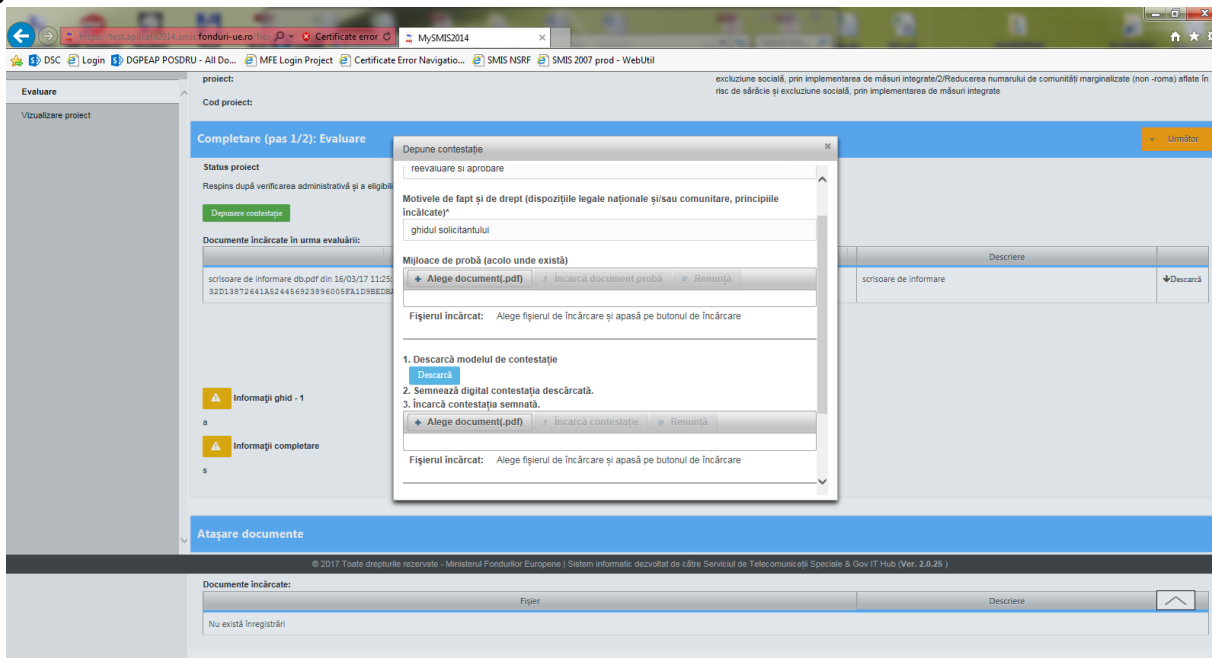 https://test.aplicatii2014.smis.fonduri-ue.ro/fro
Certificate error
MySMIS2014
DSC
Login
DGPEAP POSDRU - All Do...
MFE Login Project
Certificate Error Navigatio...
SMIS NSRF
SMIS 2007 prod - WebUtil
Evaluare
Vizualizare proiect
proiect:
excluziune socială, prin implementarea de măsuri integrate/2/Reducerea numarului de comunități marginalizate (non -roma) aflate în
risc de sărăcie și excluziune socială, prin implementarea de măsuri integrate
Cod proiect:
Completare (pas 1/2): Evaluare
Următor
Status proiect
Respins după verificarea administrativă și a eligibili
Depunere contestație
Documente încărcate în urma evaluării:
Descriere
scrisoare de informare db.pdf din 16/03/17 11:25:
scrisoare de informare
Descarcă
Informații ghid - 1
a
Informații completare
s
Depune contestație
reevaluare si aprobare
Motivele de fapt și de drept (dispozițiile legale naționale și/sau comunitare, principiile
încălcate)*
ghidul solicitantului
Mijloace de probă (acolo unde există)
Alege document(.pdf)
Încarcă document probă
Renunță
Fişierul încărcat: Alege fişierul de încărcare și apasă pe butonul de încărcare
1. Descarcă modelul de contestație
Descarcă
2. Semnează digital contestația descărcată.
3. Încarcă contestația semnată.
Alege document(.pdf)
Încarcă contestație
Renunță
Fişierul încărcat: Alege fişierul de încărcare și apasă pe butonul de încărcare
Ataşare documente
© 2017 Toate drepturile rezervate - Ministerul Fondurilor Europene | Sistem informatic dezvoltat de către Serviciul de Telecomunicații Speciale & Gov IT Hub (Ver. 2.0.25 )
Documente încărcate:
Fişier
Descriere
Nu există înregistrări